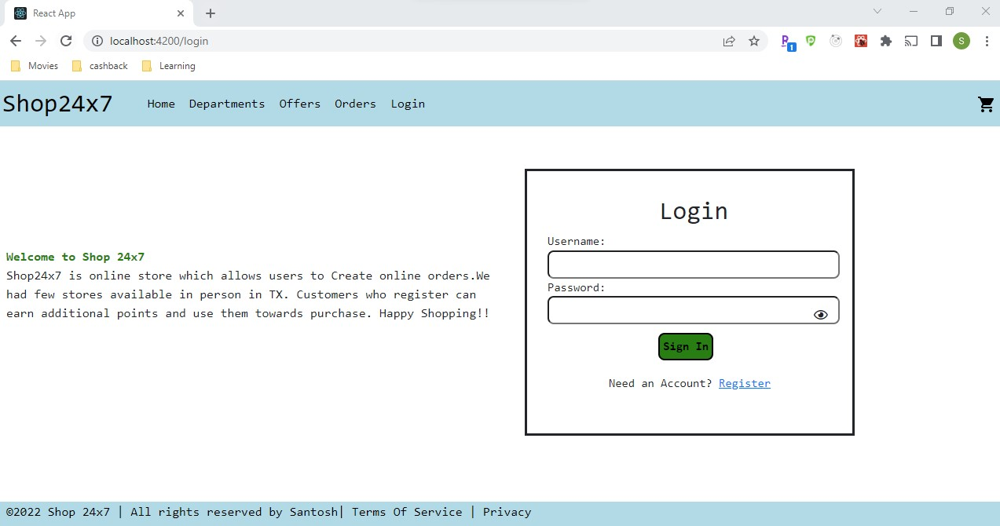 React App
localhost:4200/login
1
S
Movies cashback Learning
Shop24x7 Home Departments Offers Orders Login
Welcome to Shop 24x7
Shop24x7 is online store which allows users to Create online orders.We
had few stores available in person in TX. Customers who register can
earn additional points and use them towards purchase. Happy Shopping!!
Login
Username:
Password:
Sign In
Need an Account? Register
©2022 Shop 24x7 | All rights reserved by Santosh| Terms Of Service | Privacy